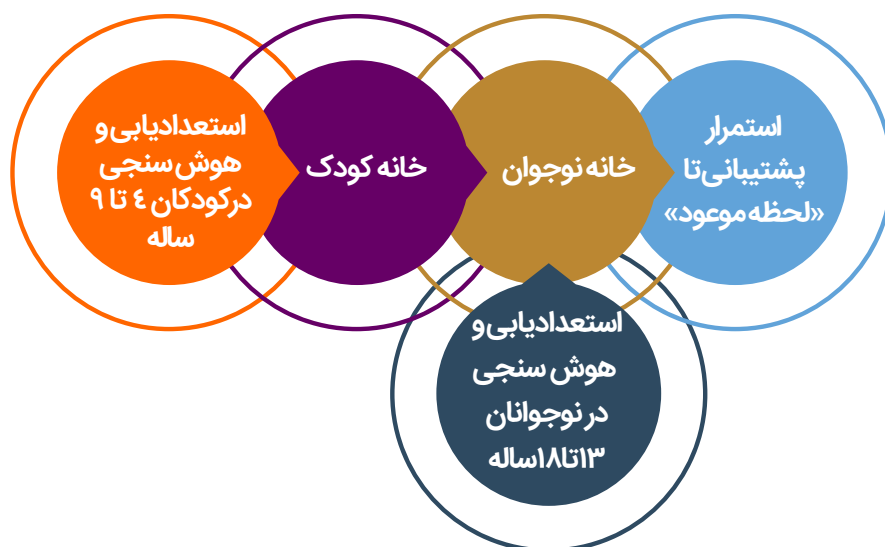 استعدادیابی و
هوش سنجی
درکودکان ٤ تا ٩
ساله
خانه کودک
خانه نوجوان
استمرار
پشتیبانی تا
«لحظه موعود»
استعدادیابی و
هوش سنجی
در نوجوانان
۱۳تا۱۸ساله